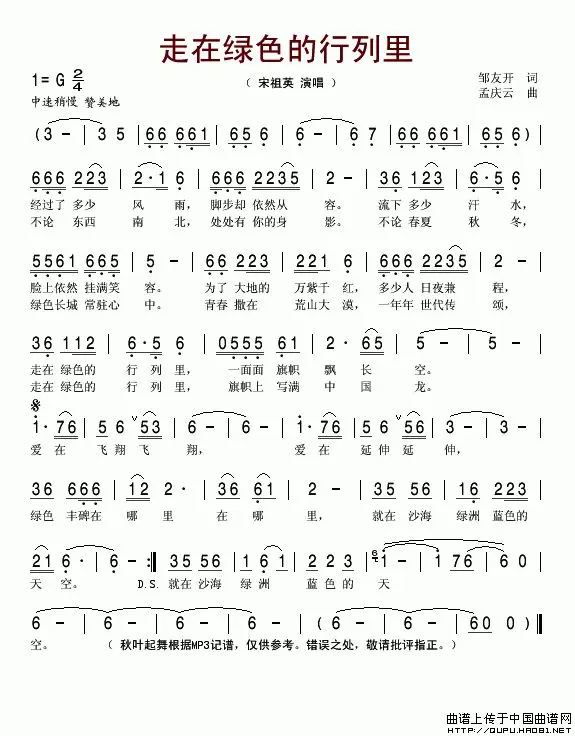 走在绿色的行列里
1=G 2/4
（ 宋祖英 演唱 ）
邹友开 词
中速稍慢 赞美地
孟庆云 曲
(3 - | 3 5 | 66 661 | 65 6 | 6 - | 6 7 | 66 661 | 65 6 ) |
666 223 | 2·1 6 | 666 2235 | 2 - | 36 123 | 6·5 6 |
经过了 多少 风 雨， 脚步却 依然从 容。 流下 多少 汗 水，
不论 东西 南 北， 处处有 你的身 影。 不论 春夏 秋 冬，
5561 661 | 5 - | 66 223 | 221 6 | 666 223 | 6 - |
脸上依然 挂满笑 容。 为了 大地的 万紫千 红， 多少人 日夜兼 程，
绿色长城 常驻心 中。 青春 撒在 荒山大 漠， 一年年 世代传 颂，
36 112 | 6·5 6 | 0555 61 | 2·3 65 | 5 - | 5 - |
走在 绿色的 行 列里， 一面面 旗帜 飘 长 空。
走在 绿色的 行 列里， 旗帜上 写满 中 国 龙。
1·76 | 56 53 | 6 - | 6 - | 1·76 | 56 56 | 3 - | 3 - |
爱在 飞翔飞 翔， 爱在 延伸延 伸，
36 666 | 12 2· | 36 61 | 2 - | 35 56 | 16 223 |
绿色 丰碑在 哪 里 在 哪 里， 就在 沙海 绿洲 蓝色的
21 6 | 6 - :| 35 56 | 16 1 | 22 3 | 1 - | 1 76 | 6 0 |
天 空。 D.S. 就在 沙海 绿 洲 蓝 色 的 天
6 - | 6 - | 6 - | 6 - | 6 - | 6 - | 60 0 )‖
空。 （ 秋叶起舞根据MP3记谱，仅供参考。错误之处，敬请批评指正。）
曲谱上传于中国曲谱网
HTTP://QUPU.HAO81.NET